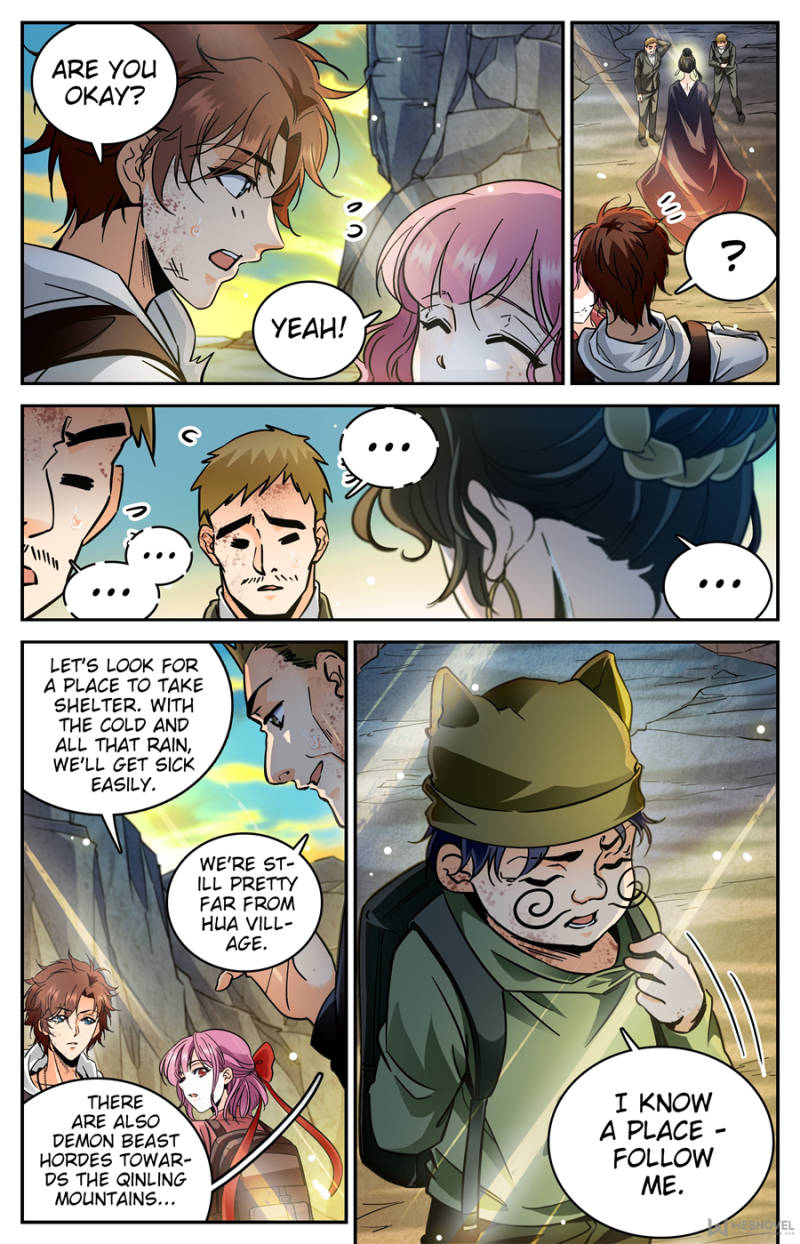 ARE YOU
OKAY?
YEAH!
?
...
...
...
...
LET'S LOOK FOR
A PLACE TO TAKE
SHELTER. WITH
THE COLD AND
ALL THAT RAIN,
WE'LL GET SICK
EASILY.
WE'RE ST-
ILL PRETTY
FAR FROM
HUA VILL-
AGE.
THERE
ARE ALSO
DEMON BEAST
HORDES TOWAR-
DS THE QINLING
MOUNTAINS...
I KNOW
A PLACE -
FOLLOW
ME.
WEBNOVEL